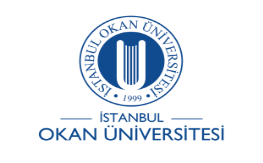 İSTANBUL OKAN ÜNİVERSİTESİ
• 1999 •
İSTANBUL
OKAN ÜNİVERSİTESİ